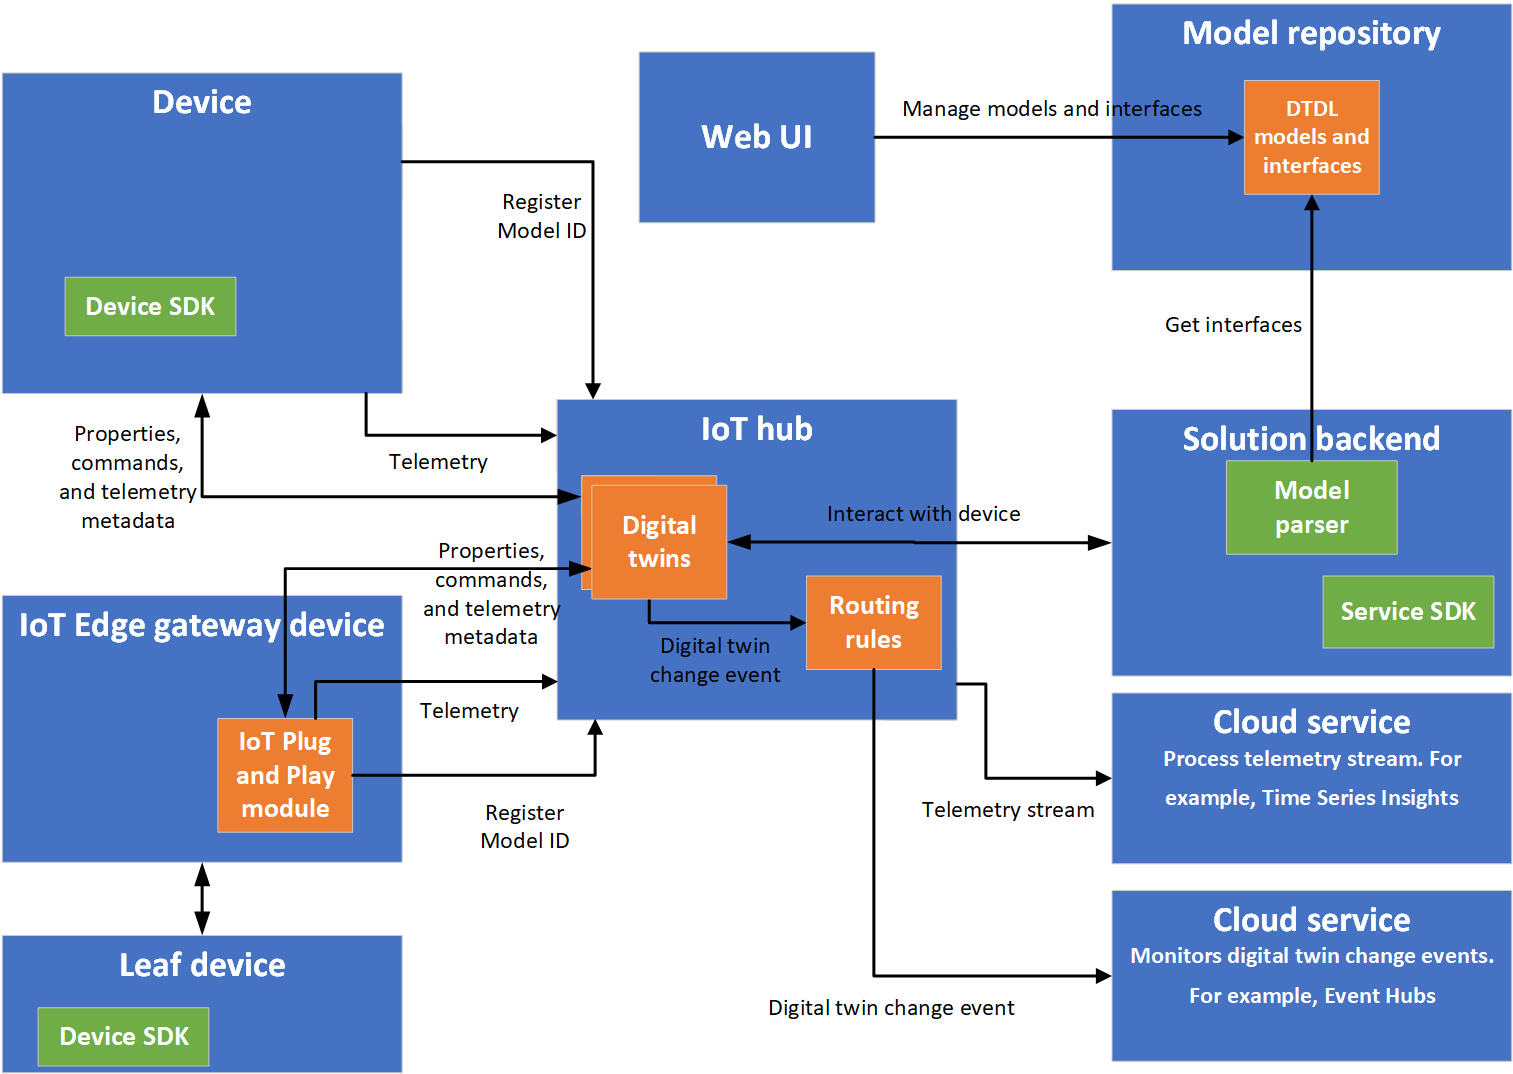 Model repository
DTDL
models and
interfaces
Manage models and interfaces
Web UI
Device
Device SDK
Register
Model ID
Get interfaces
Properties,
commands,
and telemetry
metadata
Telemetry
IoT hub
Digital
twins
Interact with device
Solution backend
Model
parser
Service SDK
Properties,
commands,
and telemetry
metadata
Routing
rules
Digital twin
change event
IoT Edge gateway device
IoT Plug
and Play
module
Telemetry
Register
Model ID
Telemetry stream
Cloud service
Process telemetry stream. For
example, Time Series Insights
Cloud service
Monitors digital twin change events.
For example, Event Hubs
Digital twin change event
Leaf device
Device SDK